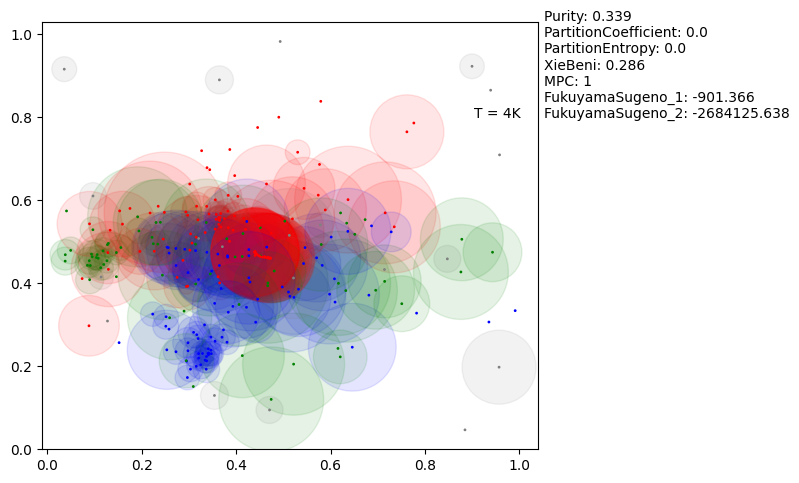 Purity: 0.339
PartitionCoefficient: 0.0
PartitionEntropy: 0.0
XieBeni: 0.286
MPC: 1
FukuyamaSugeno_1: -901.366
FukuyamaSugeno_2: -2684125.638
T = 4K
1.0
0.8
0.6
0.4
0.2
0.0
0.0 0.2 0.4 0.6 0.8 1.0